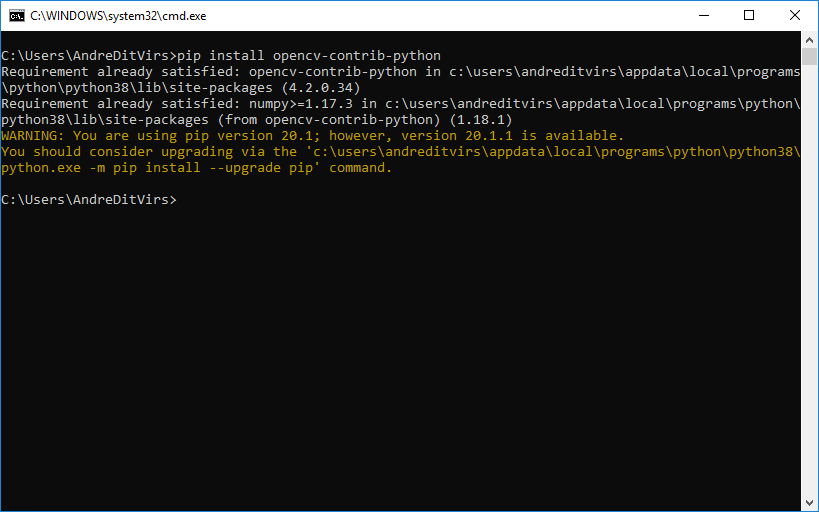 C:\WINDOWS\system32\cmd.exe
C:\Users\AndreDitVirs>pip install opencv-contrib-python
Requirement already satisfied: opencv-contrib-python in c:\users\andreditvirs\appdata\local\programs
\python\python38\lib\site-packages (4.2.0.34)
Requirement already satisfied: numpy>=1.17.3 in c:\users\andreditvirs\appdata\local\programs\python\
python38\lib\site-packages (from opencv-contrib-python) (1.18.1)
WARNING: You are using pip version 20.1; however, version 20.1.1 is available.
You should consider upgrading via the 'c:\users\andreditvirs\appdata\local\programs\python\python38\
python.exe -m pip install --upgrade pip' command.
C:\Users\AndreDitVirs>